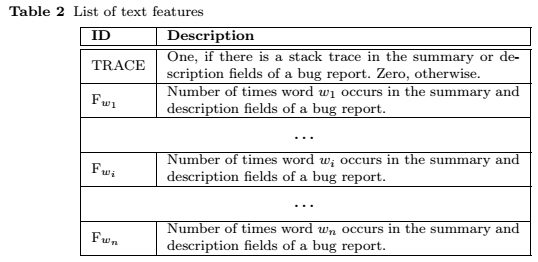 Table 2 List of text features
ID Description
TRACE One, if there is a stack trace in the summary or de-
scription fields of a bug report. Zero, otherwise.
F_{w_1} Number of times word w_1 occurs in the summary and
description fields of a bug report.
...
F_{w_i} Number of times word w_i occurs in the summary and
description fields of a bug report.
...
F_{w_n} Number of times word w_n occurs in the summary and
description fields of a bug report.